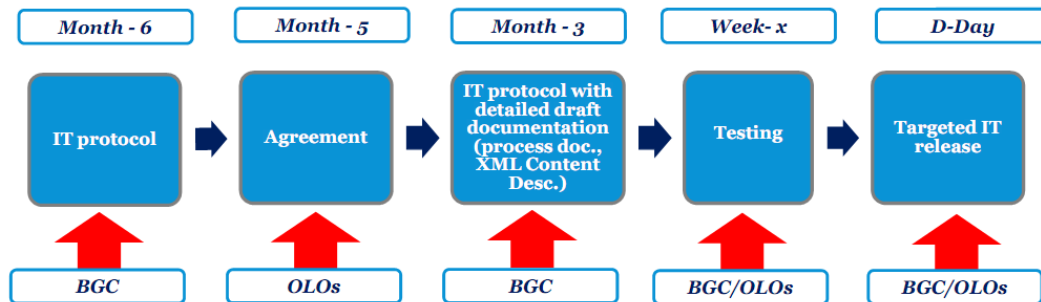 Month - 6
Month - 5
Month - 3
Week- x
D-Day
IT protocol
Agreement
IT protocol with
detailed draft
documentation
(process doc.,
XML Content
Desc.)
Testing
Targeted IT
release
BGC
OLOs
BGC
BGC/OLOs
BGC/OLOs